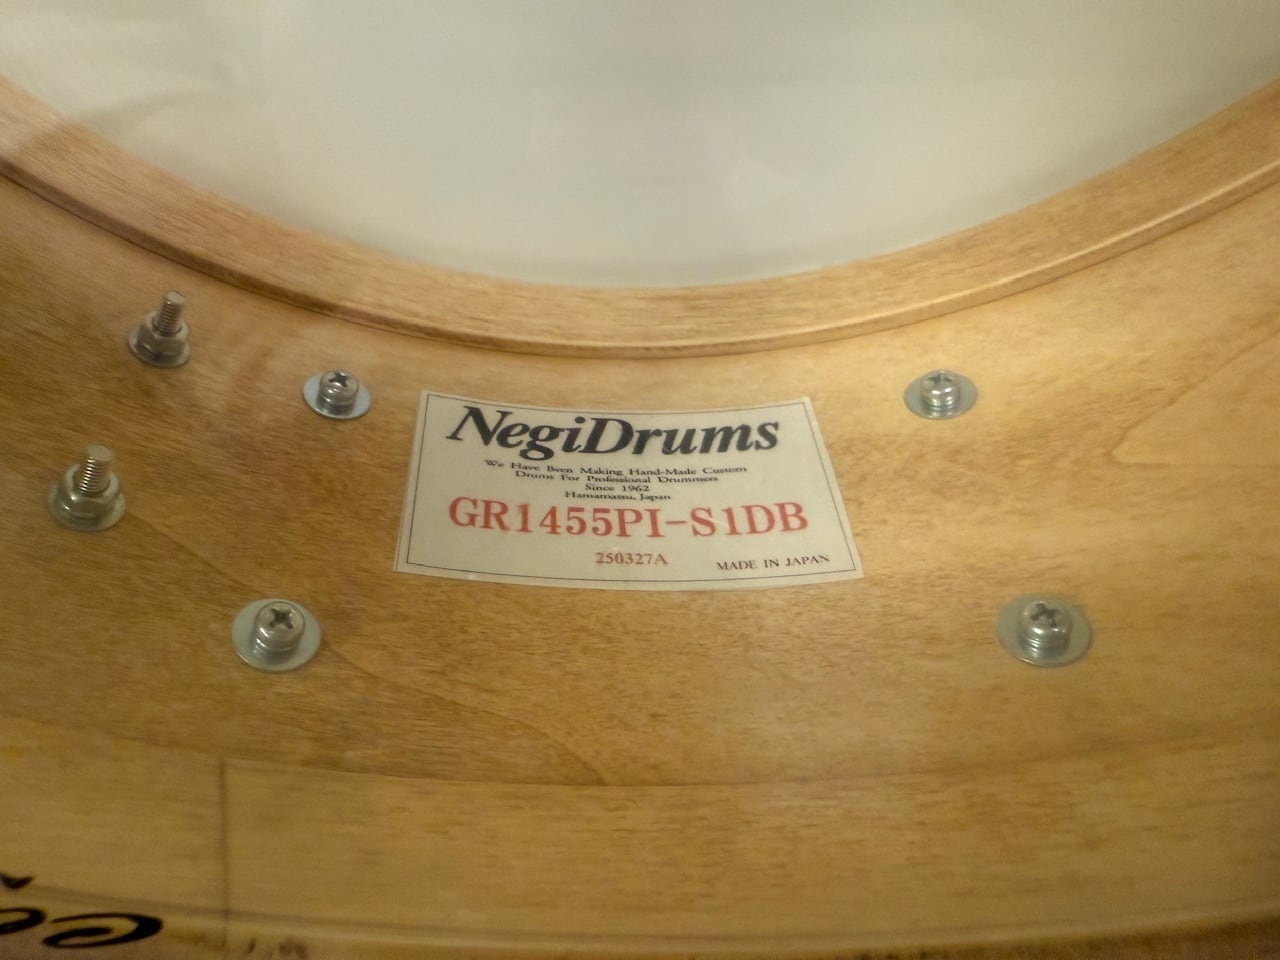 NegiDrums
We Have Been Making Hand-Made Custom
Drums For Professional Drummers
Since 1962
Hamamatsu, Japan
GR1455PI-S1DB
250327A
MADE IN JAPAN